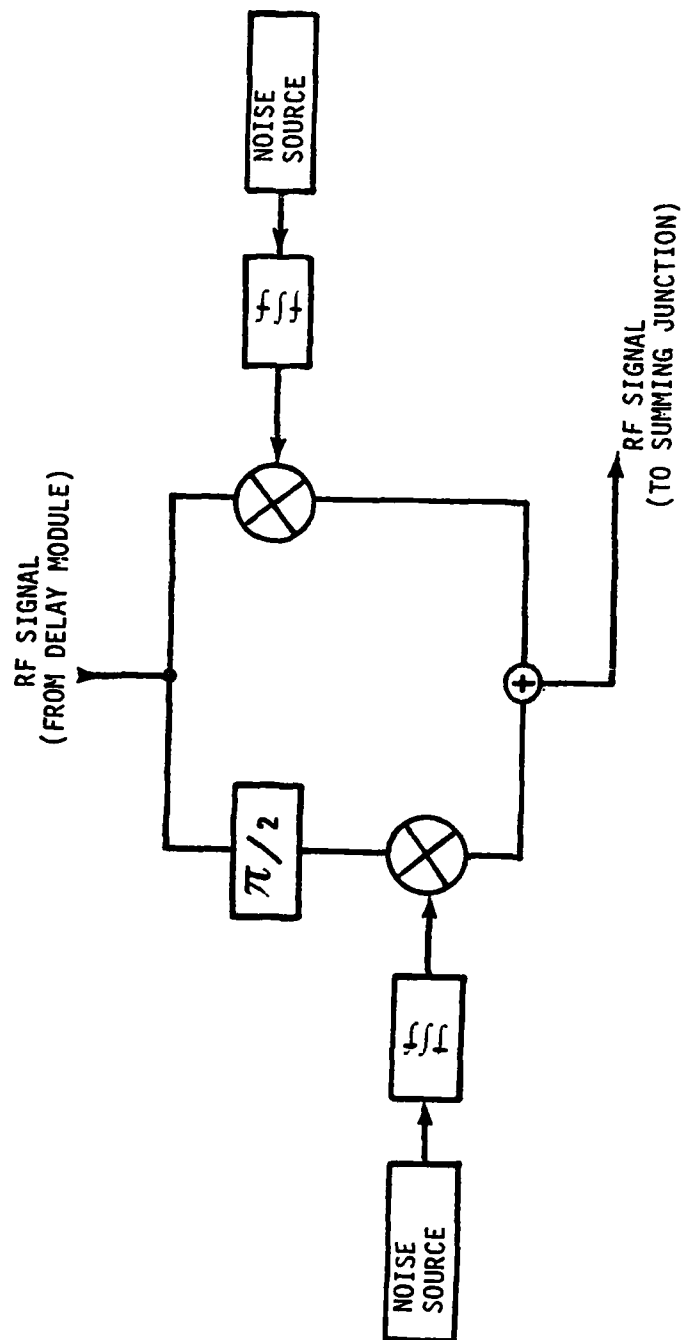 RF SIGNAL
(FROM DELAY MODULE)
NOISE
SOURCE
π/2
NOISE
SOURCE
RF SIGNAL
(TO SUMMING JUNCTION)